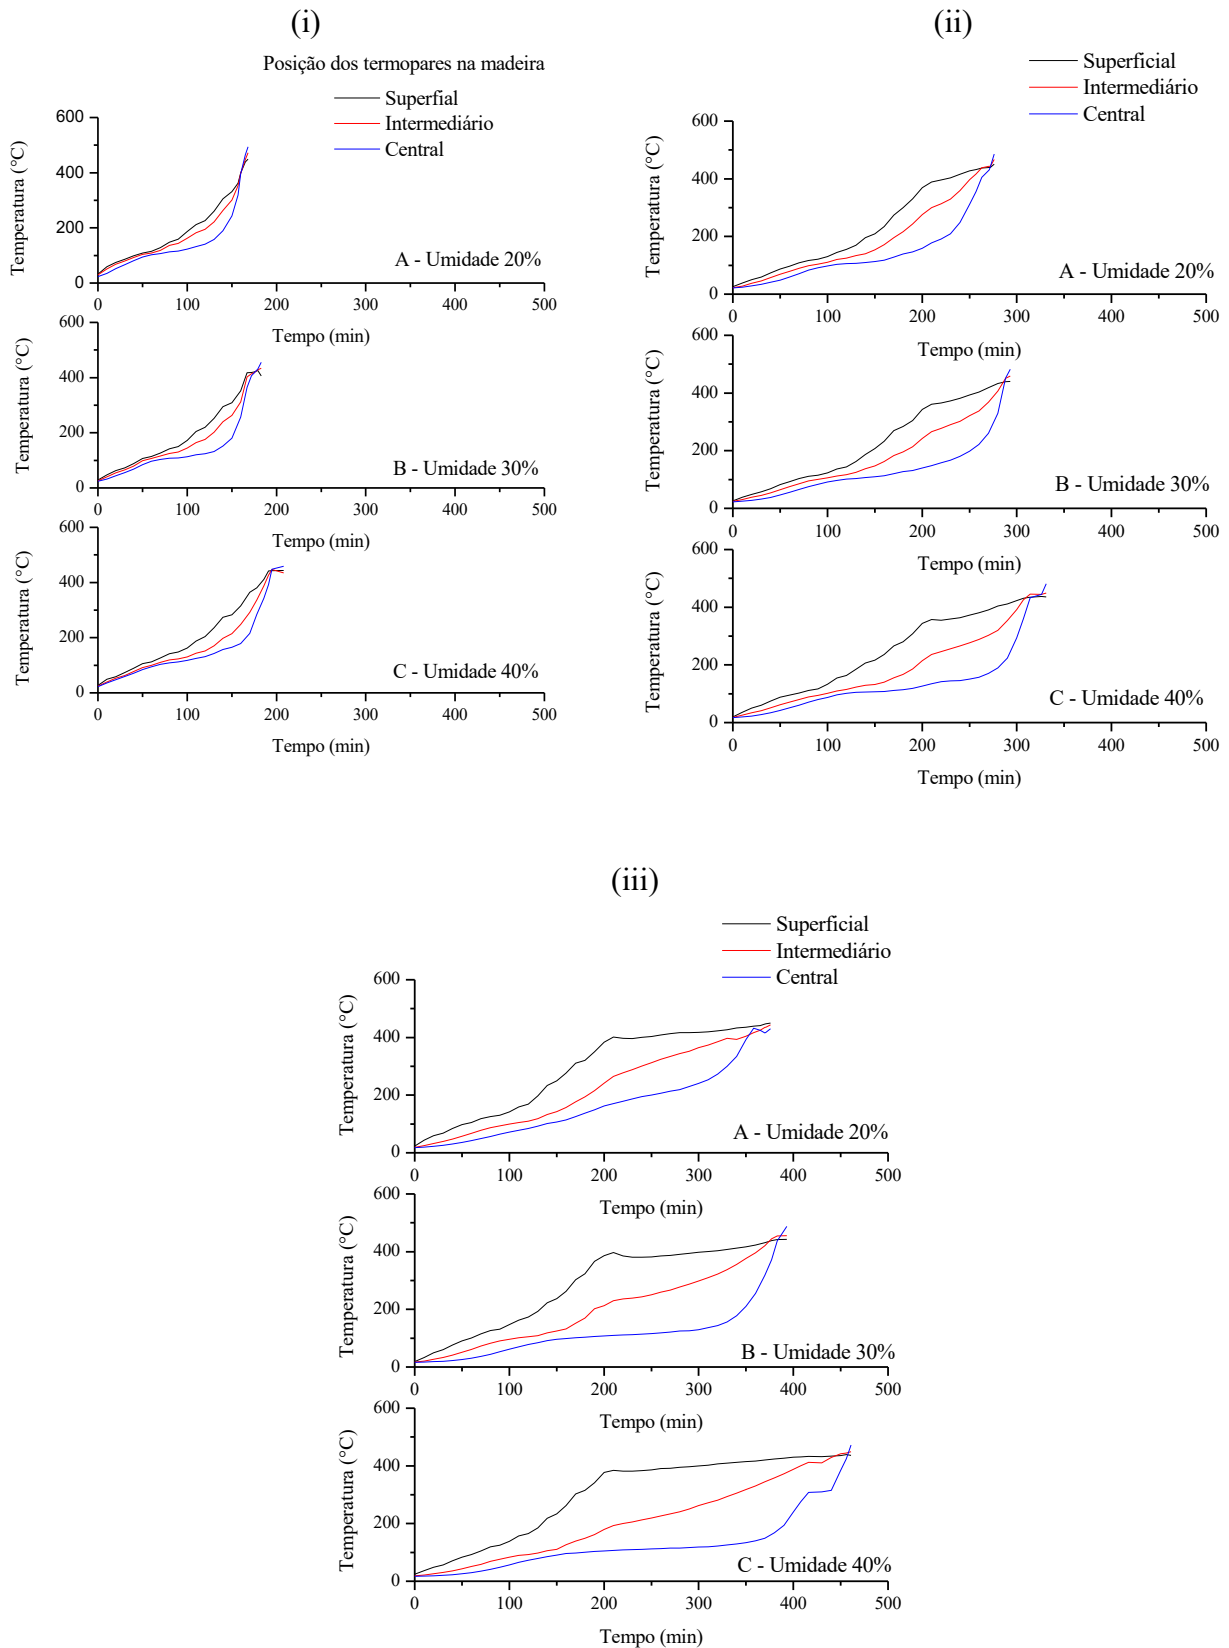 (i)
Posição dos termopares na madeira
Superfial
Intermediário
Central
600
400
200
0
Temperatura (°C)
A - Umidade 20%
0 100 200 300 400 500
Tempo (min)
600
400
200
0
Temperatura (°C)
B - Umidade 30%
0 100 200 300 400 500
Tempo (min)
600
400
200
0
Temperatura (°C)
C - Umidade 40%
0 100 200 300 400 500
Tempo (min)
(ii)
Superficial
Intermediário
Central
600
400
200
0
Temperatura (°C)
A - Umidade 20%
0 100 200 300 400 500
Tempo (min)
600
400
200
0
Temperatura (°C)
B - Umidade 30%
0 100 200 300 400 500
Tempo (min)
600
400
200
0
Temperatura (°C)
C - Umidade 40%
0 100 200 300 400 500
Tempo (min)
(iii)
Superficial
Intermediário
Central
600
400
200
0
Temperatura (°C)
A - Umidade 20%
0 100 200 300 400 500
Tempo (min)
600
400
200
0
Temperatura (°C)
B - Umidade 30%
0 100 200 300 400 500
Tempo (min)
600
400
200
0
Temperatura (°C)
C - Umidade 40%
0 100 200 300 400 500
Tempo (min)